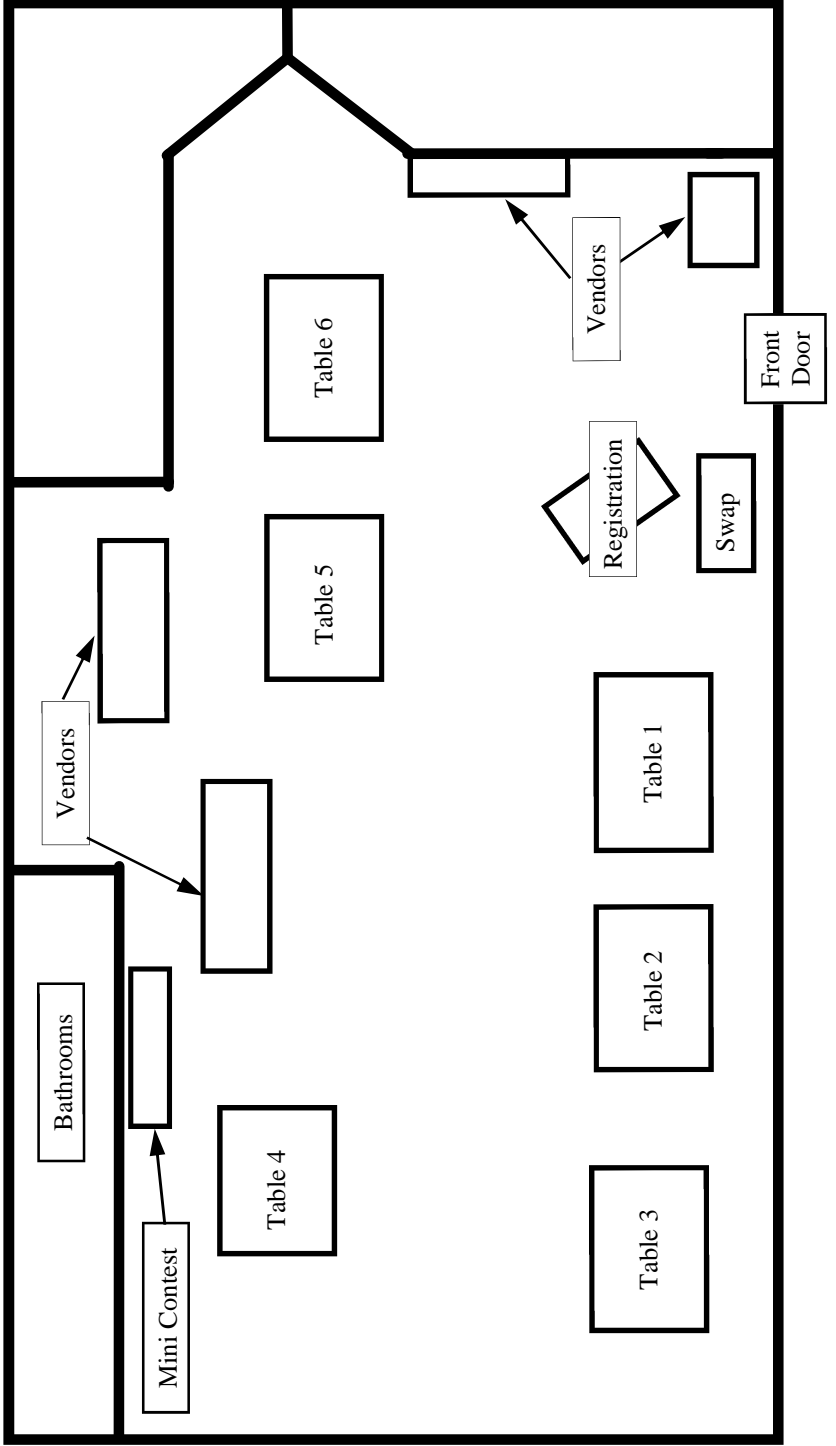 Bathrooms
Vendors
Mini Contest
Table 4
Table 5
Table 6
Vendors
Registration
Table 3
Table 2
Table 1
Swap
Front
Door